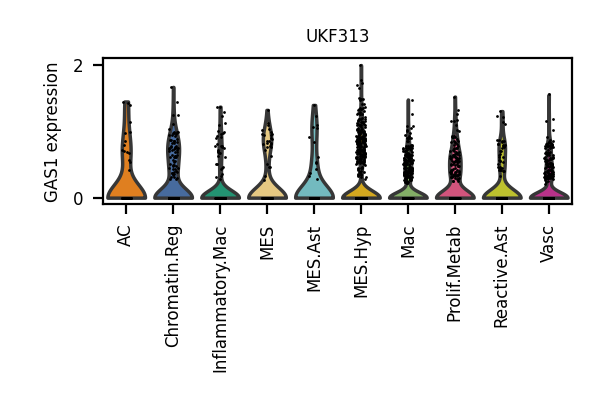 UKF313
GAS1 expression
2
0
AC
Chromatin.Reg
Inflammatory.Mac
MES
MES.Ast
MES.Hyp
Mac
Prolif.Metab
Reactive.Ast
Vasc